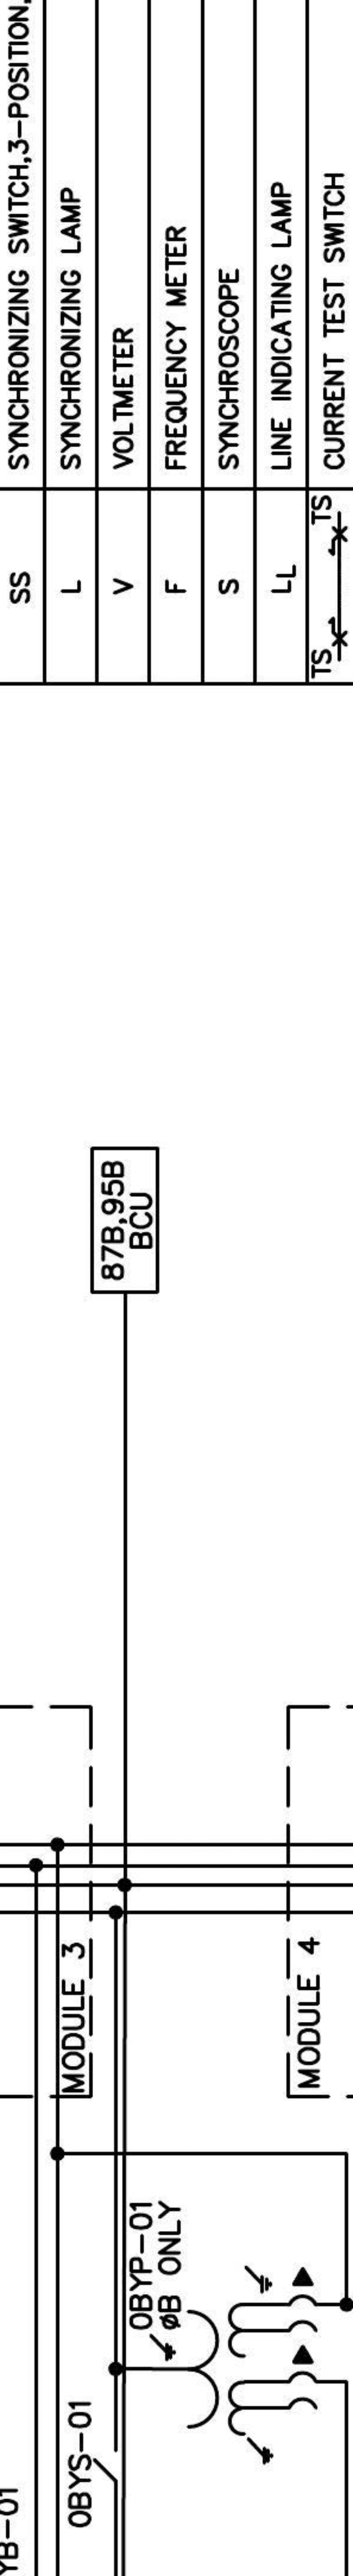 SS SYNCHRONIZING SWITCH,3-POSITION,
L SYNCHRONIZING LAMP
V VOLTMETER
F FREQUENCY METER
S SYNCHROSCOPE
LL LINE INDICATING LAMP
TS TS CURRENT TEST SWITCH
87B,95B
BCU
MODULE 3
MODULE 4
0BYP-01
øB ONLY
0BYS-01
YB-01